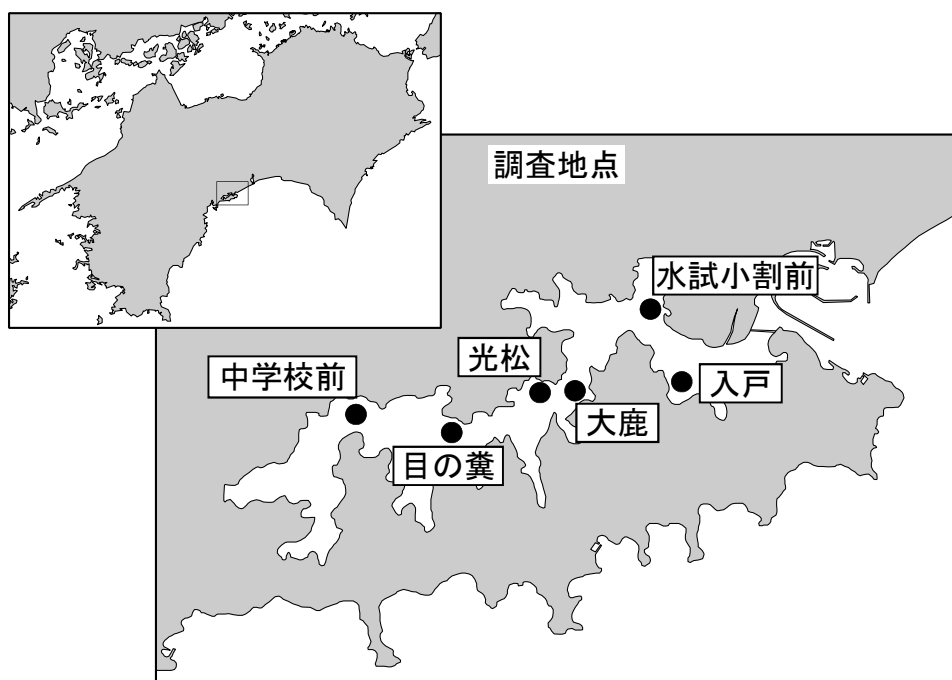 調査地点
水試小割前
光松
中学校前
入戸
大鹿
目の糞